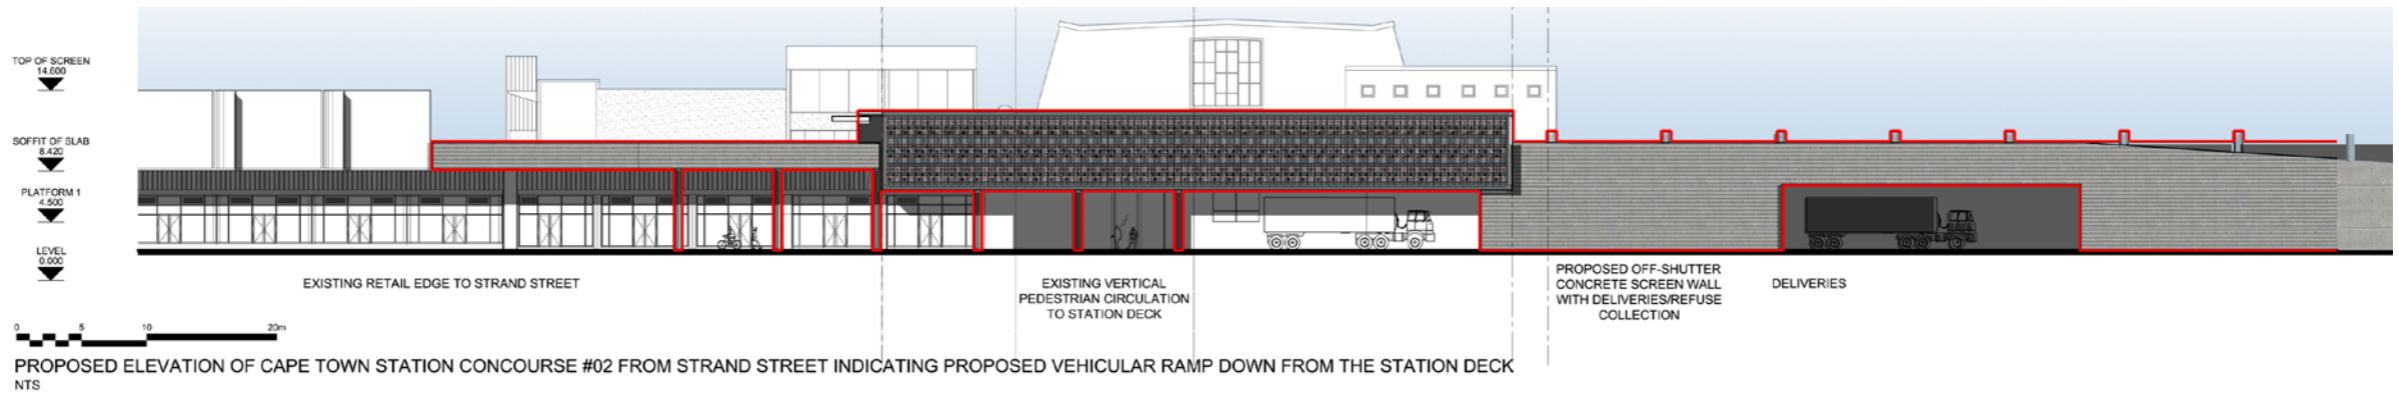 TOP OF SCREEN
14.600
SOFFIT OF SLAB
8.420
PLATFORM 1
4.500
LEVEL
0.000
EXISTING RETAIL EDGE TO STRAND STREET
EXISTING VERTICAL
PEDESTRIAN CIRCULATION
TO STATION DECK
PROPOSED OFF-SHUTTER
CONCRETE SCREEN WALL
WITH DELIVERIES/REFUSE
COLLECTION
DELIVERIES
0 5 10 20m
PROPOSED ELEVATION OF CAPE TOWN STATION CONCOURSE #02 FROM STRAND STREET INDICATING PROPOSED VEHICULAR RAMP DOWN FROM THE STATION DECK
NTS